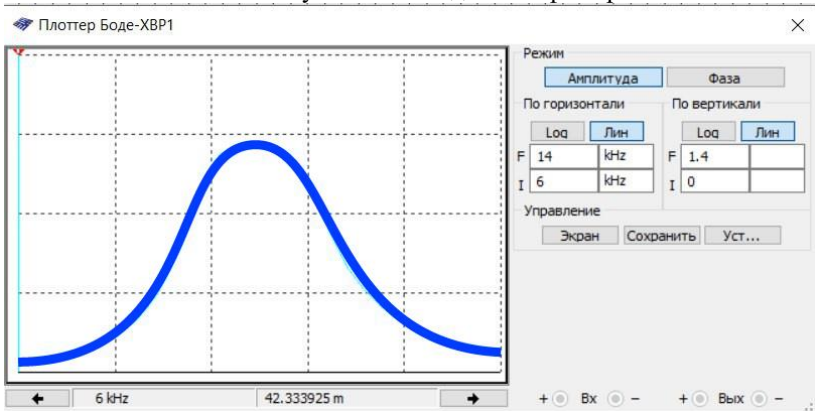 Плоттер Боде-XBP1
Режим
Амплитуда Фаза
По горизонтали По вертикали
Log Лин Log Лин
F 14 kHz F 1.4
I 6 kHz I 0
Управление
Экран Сохранить Уст...
6 kHz 42.333925 m
+ Вх - + Вых -